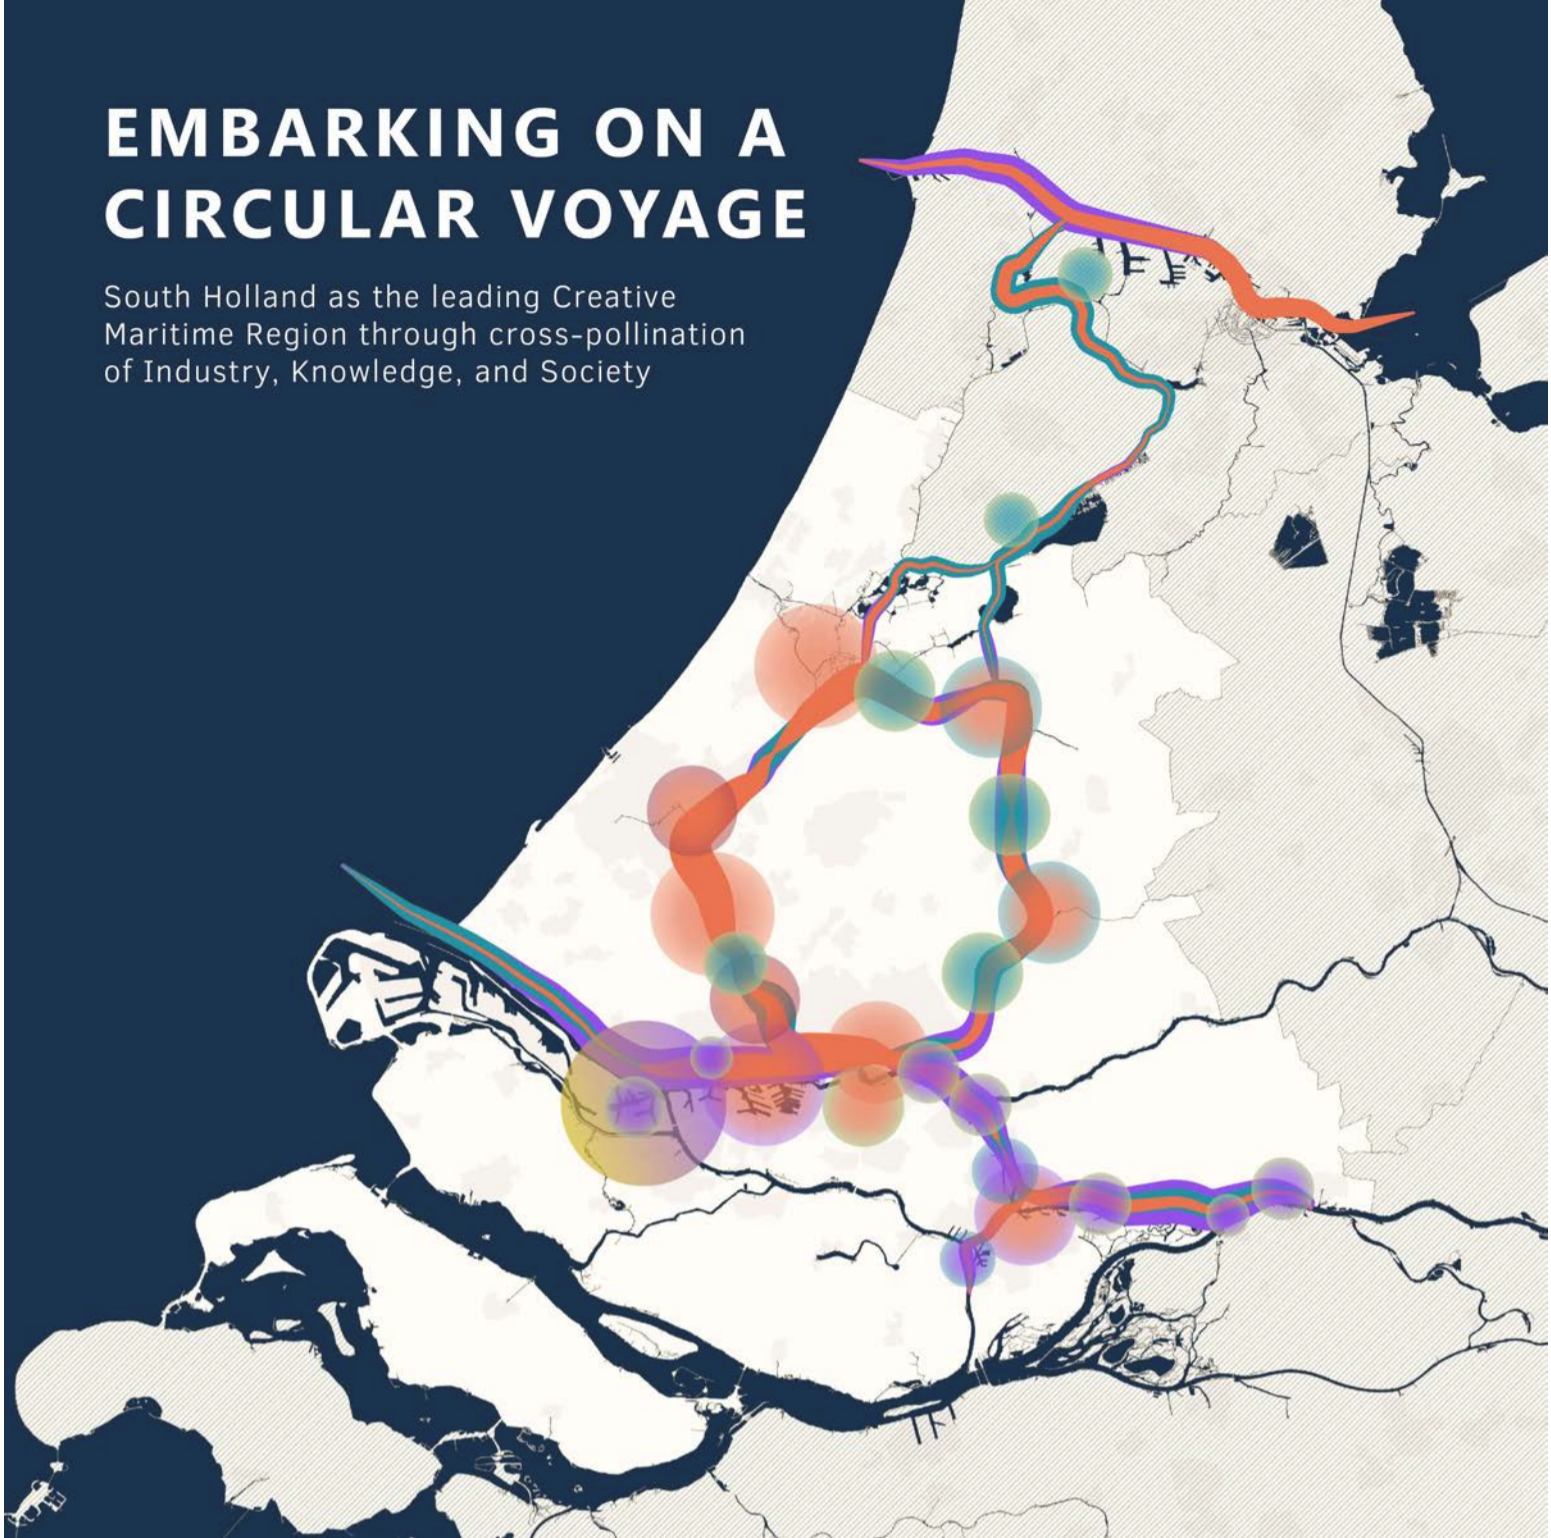 EMBARKING ON A
CIRCULAR VOYAGE
South Holland as the leading Creative
Maritime Region through cross-pollination
of Industry, Knowledge, and Society